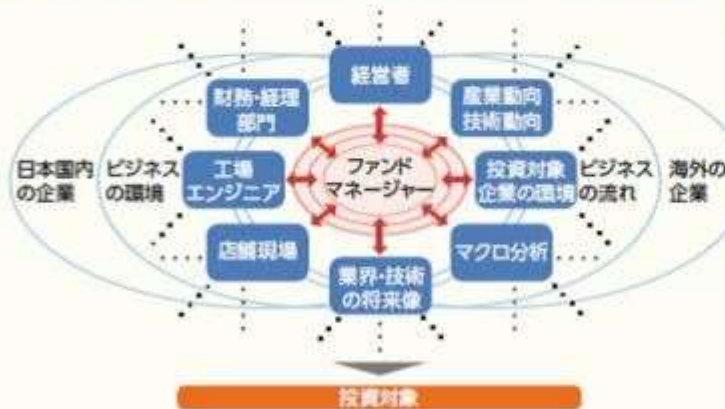 経営者
財務・経理
部門
産業動向
技術動向
日本国内
の企業
ビジネス
の環境
工場
エンジニア
ファンド
マネージャー
投資対象
企業の環境
ビジネス
の流れ
海外の
企業
店舗現場
マクロ分析
業界・技術
の将来像
投資対象